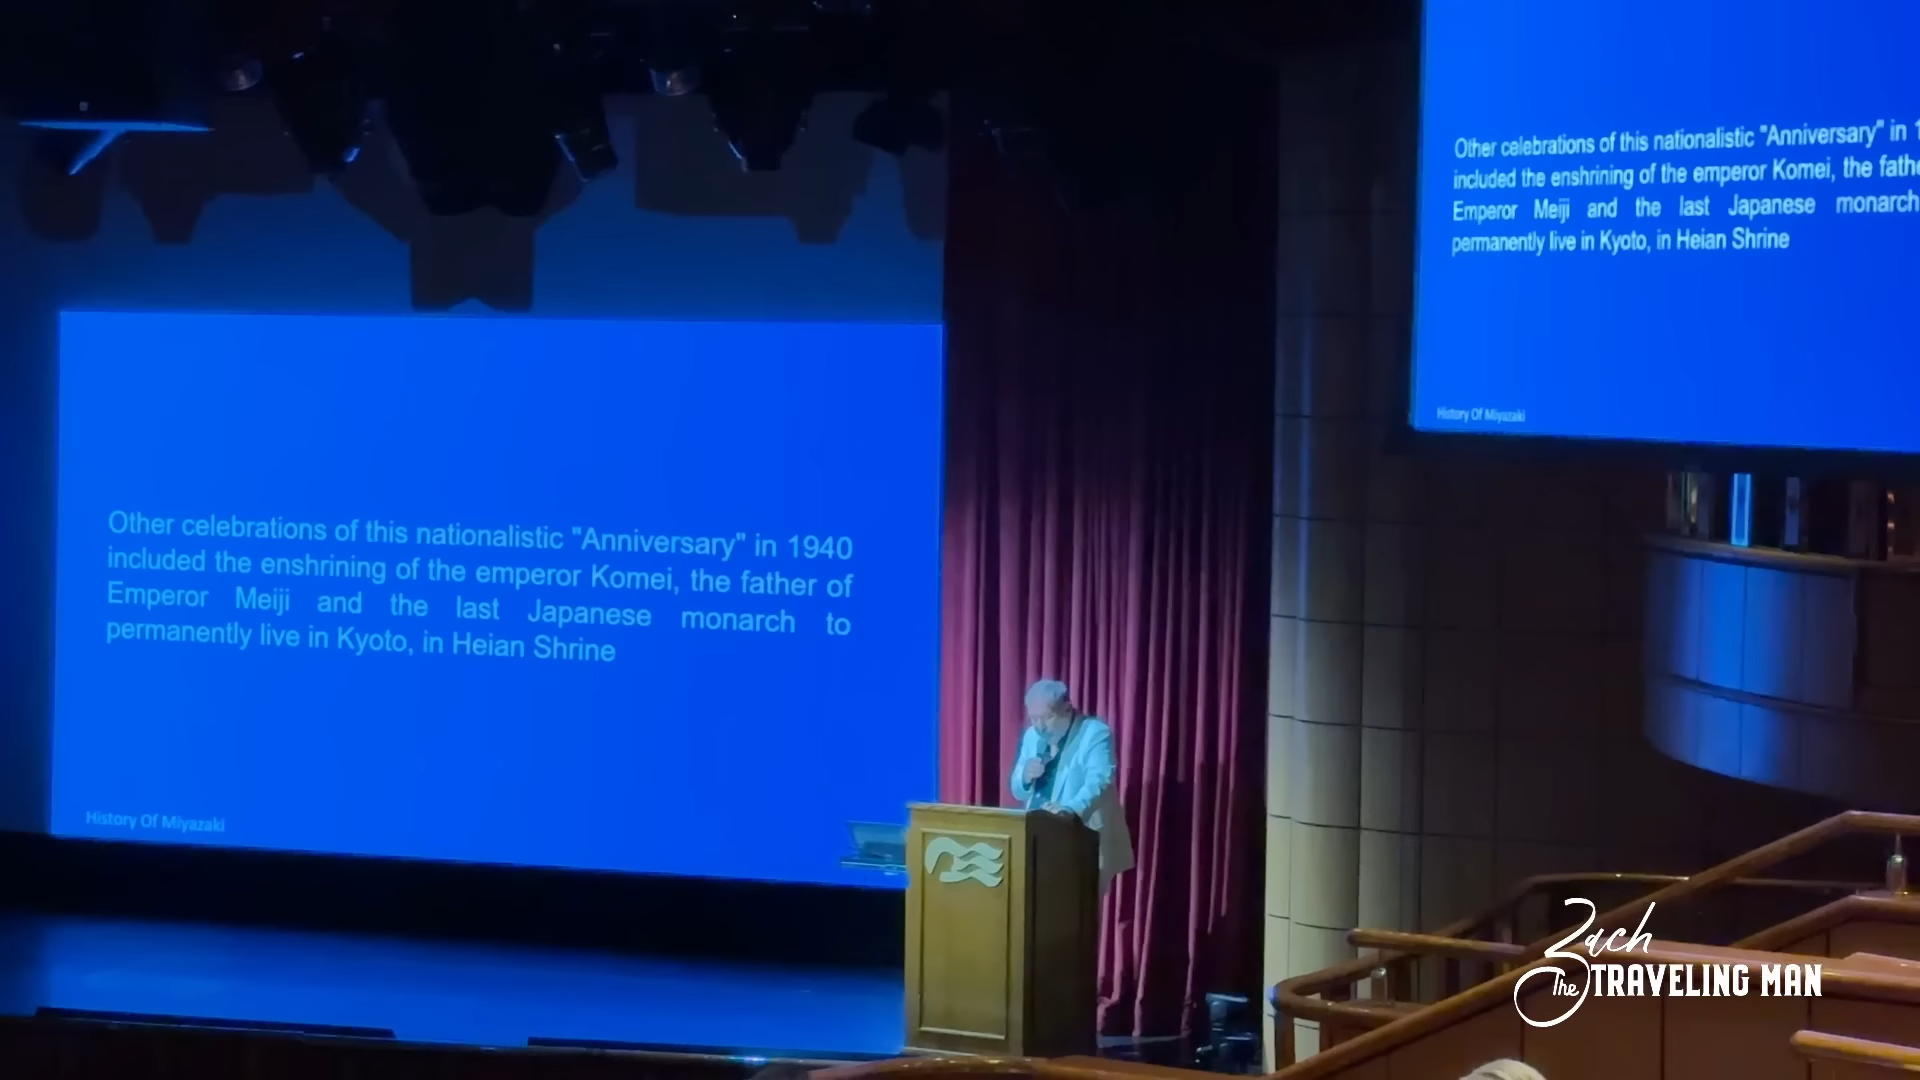 Other celebrations of this nationalistic "Anniversary" in 1940
included the enshrining of the emperor Komei, the father of
Emperor Meiji and the last Japanese monarch to
permanently live in Kyoto, in Heian Shrine
History Of Miyazaki
Other celebrations of this nationalistic "Anniversary" in
included the enshrining of the emperor Komei, the
Emperor Meiji and the last Japanese monarch
permanently live in Kyoto, in Heian Shrine
History Of Miyazaki
Zach
The TRAVELING MAN